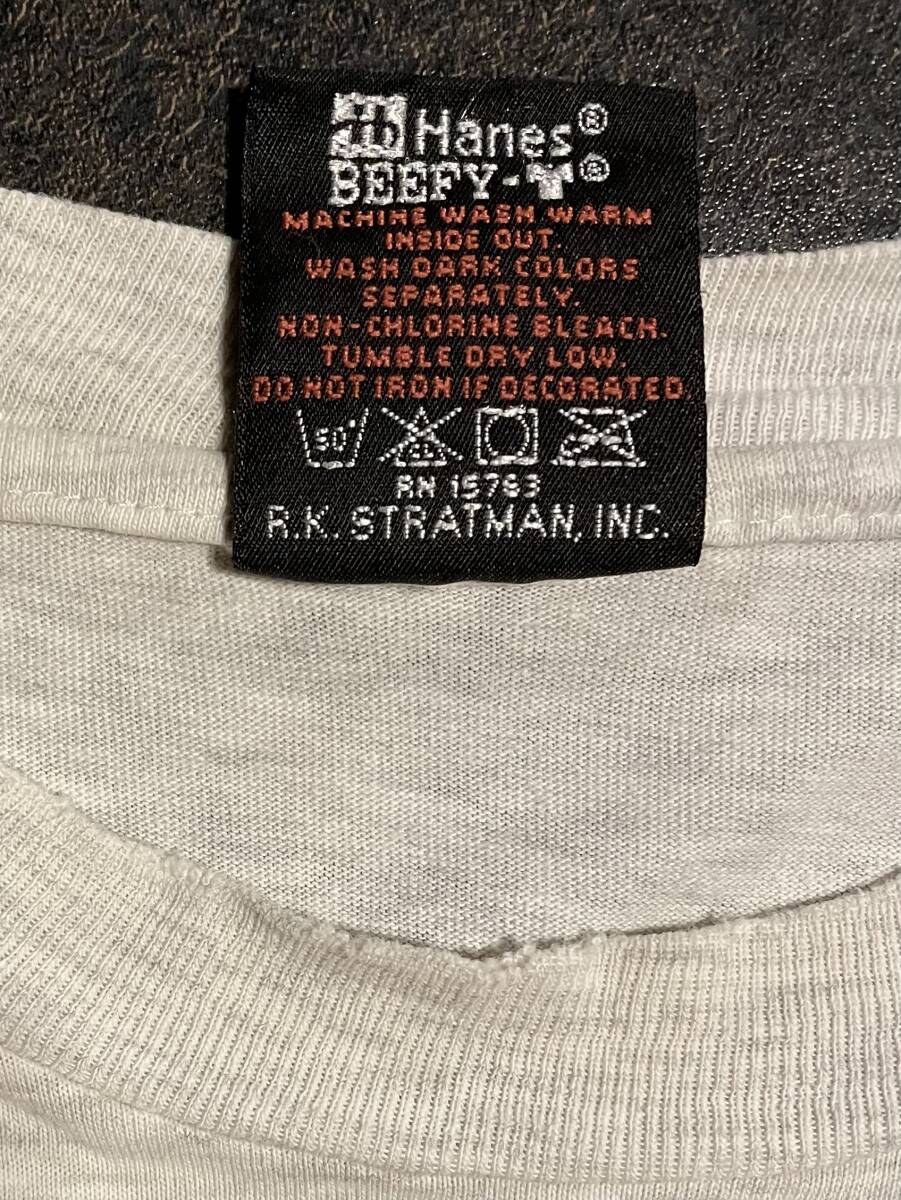 Hanes®
BEEFY-T®
MACHINE WASH WARM
INSIDE OUT.
WASH DARK COLORS
SEPARATELY.
NON-CHLORINE BLEACH.
TUMBLE DRY LOW.
DO NOT IRON IF DECORATED.
50°
RN 15763
R.K. STRATMAN, INC.